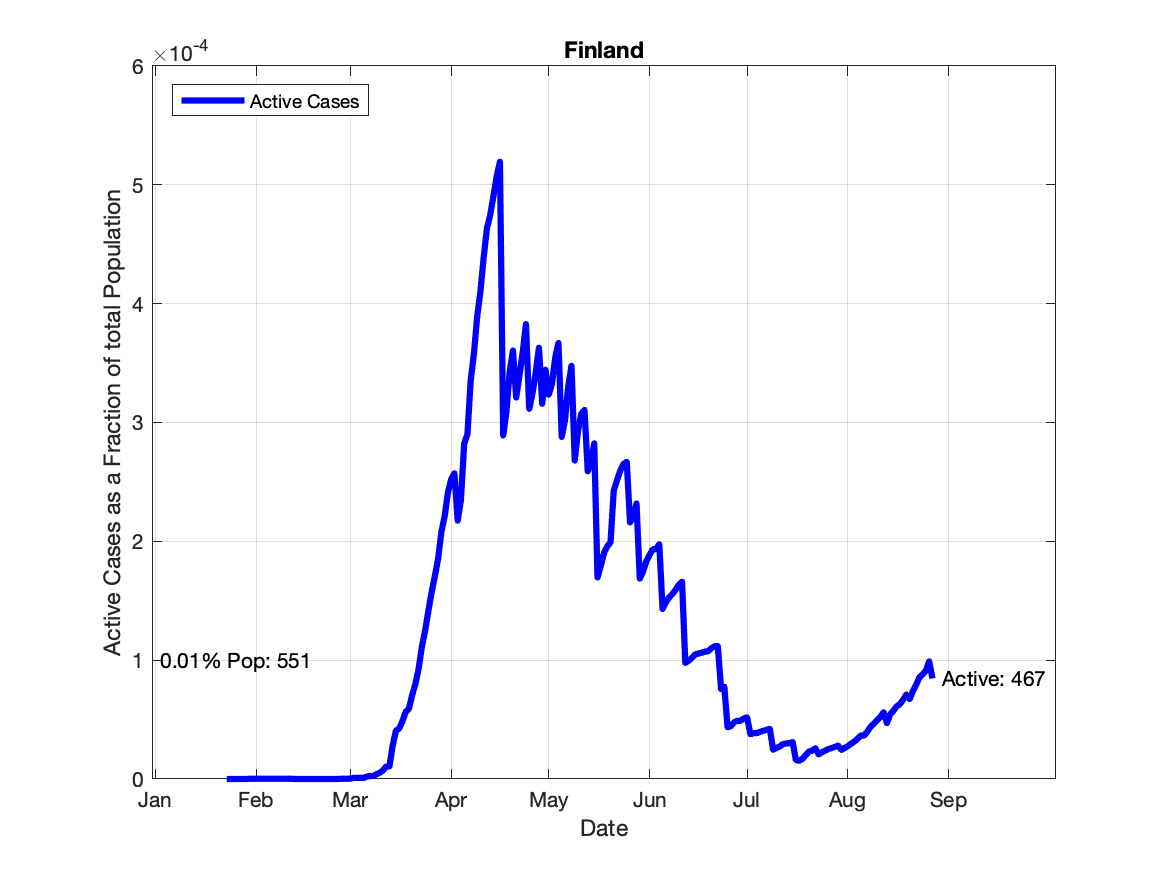 Finland
×10-4
Active Cases
6
5
4
3
2
1
0
Active Cases as a Fraction of total Population
0.01% Pop: 551
Active: 467
Jan Feb Mar Apr May Jun Jul Aug Sep
Date